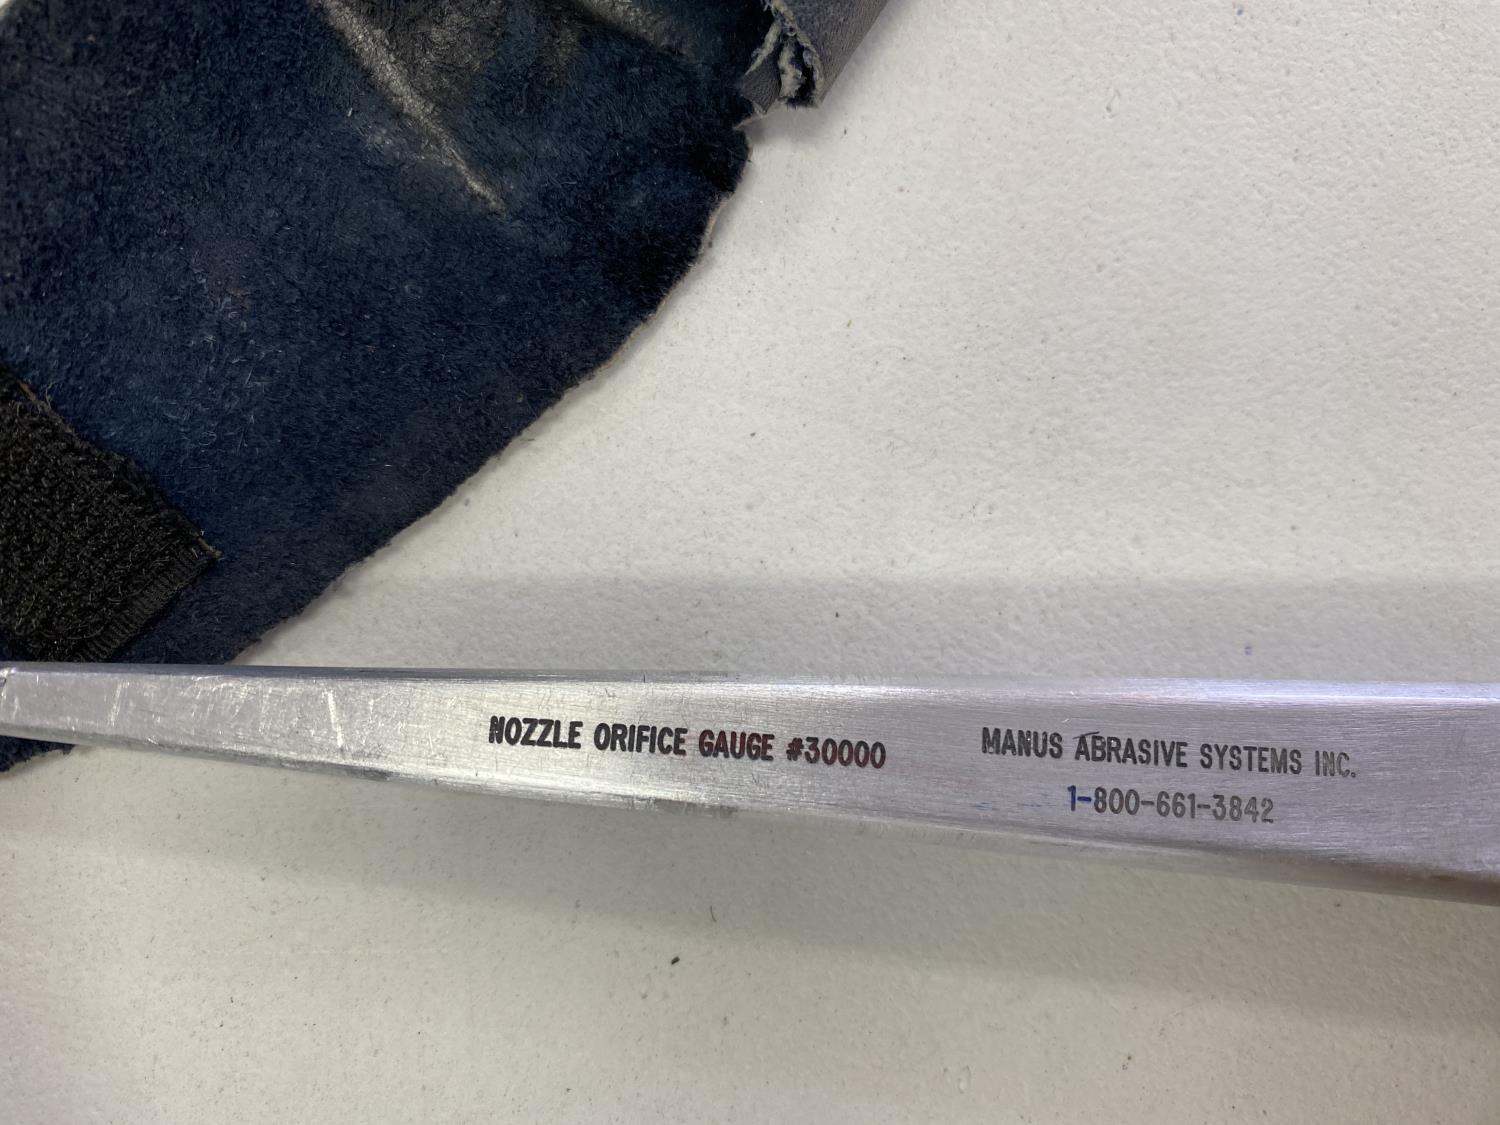 NOZZLE ORIFICE GAUGE #30000
MANUS ABRASIVE SYSTEMS INC.
1-800-661-3842